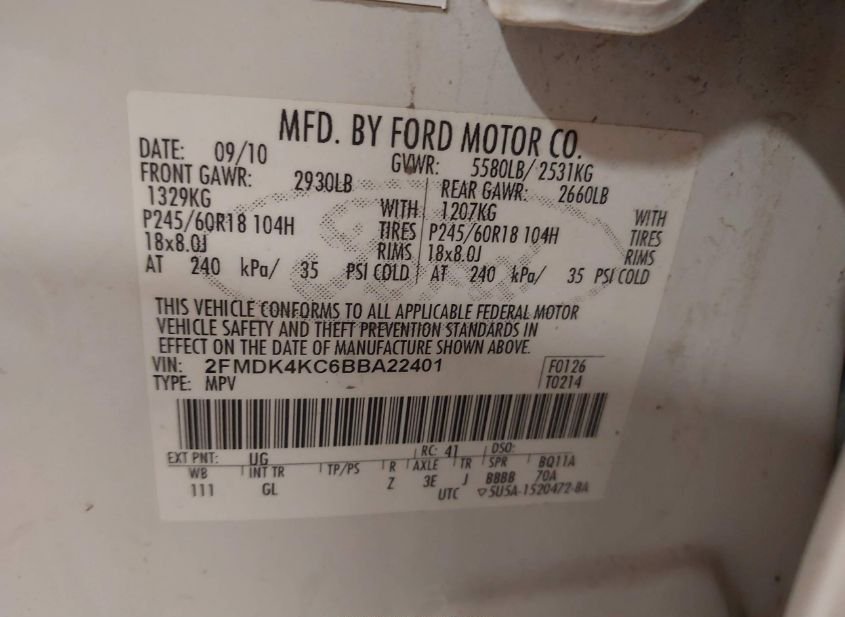 MFD. BY FORD MOTOR CO.
DATE: 09/10 GVWR: 5580LB/ 2531KG
FRONT GAWR: 2930LB REAR GAWR: 2660LB
1329KG WITH 1207KG WITH
P245/60R18 104H TIRES P245/60R18 104H TIRES
18x8.0J RIMS 18x8.0J RIMS
AT 240 kPa/ 35 PSI COLD AT 240 kPa/ 35 PSI COLD
THIS VEHICLE CONFORMS TO ALL APPLICABLE FEDERAL MOTOR
VEHICLE SAFETY AND THEFT PREVENTION STANDARDS IN
EFFECT ON THE DATE OF MANUFACTURE SHOWN ABOVE.
VIN: 2FMDK4KC6BBA22401 F0126
TYPE: MPV T0214
EXT PNT: UG RC: 41 DSO:
WB INT TR TP/PS R AXLE TR SPR BQ11A
111 GL Z 3E J BBBB 70A
UTC ▽5U5A-1520472-BA